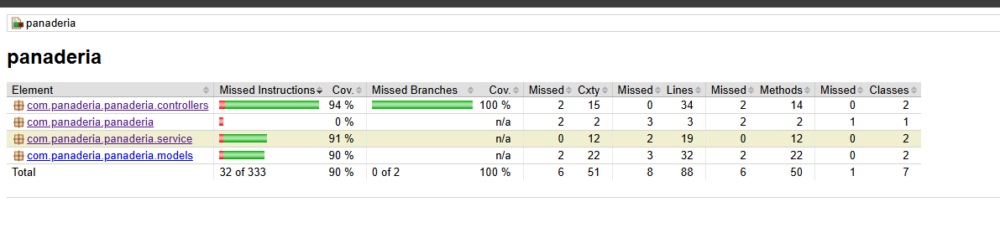 panaderia
panaderia
Element Missed Instructions Cov. Missed Branches Cov. Missed Cxty Missed Lines Missed Methods Missed Classes
com.panaderia.panaderia.controllers 94 % 100 % 2 15 0 34 2 14 0 2
com.panaderia.panaderia 0 % n/a 2 2 3 3 2 2 1 1
com.panaderia.panaderia.service 91 % n/a 0 12 2 19 0 12 0 2
com.panaderia.panaderia.models 90 % n/a 2 22 3 32 2 22 0 2
Total 32 of 333 90 % 0 of 2 100 % 6 51 8 88 6 50 1 7